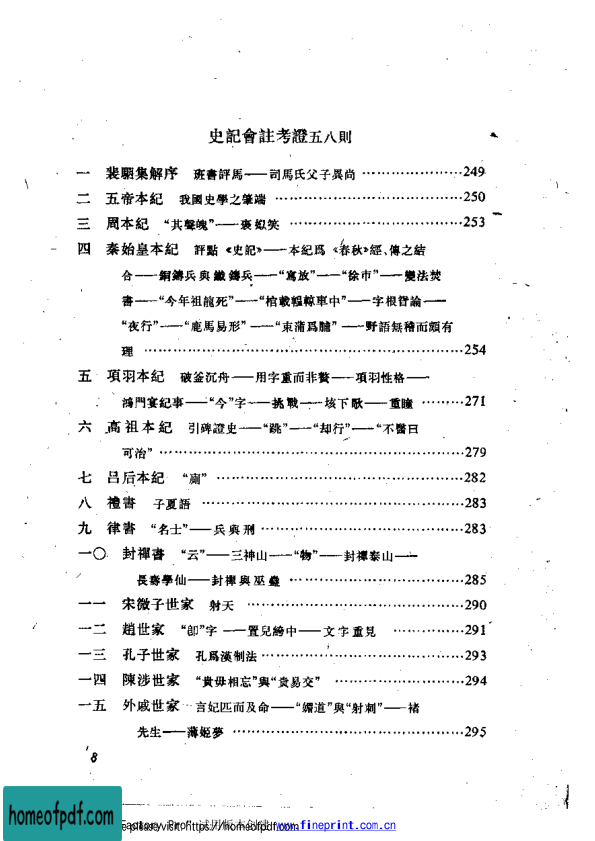 史記會註考證五八則
一 裴駰集解序 班書評馬——司馬氏父子異尚 ……………… 249
二 五帝本紀 我國史學之肇端 ……………… 250
三 周本紀 “其聲魄”——褒姒笑 ……………… 253
四 秦始皇本紀 評點《史記》——本紀爲《春秋》經、傳之結
合——銅鑄兵與鐵鑄兵——“寫放”——“徐市”——變法焚
書——“今年祖龍死”——“棺載輼輬車中”——字根眢論——
“夜行”——“鹿馬易形”——“束蒲爲脯”——野語無稽而頗有
理 ……………… 254
五 項羽本紀 破釜沉舟——用字重而非贅——項羽性格——
鴻門宴紀事——“今”字——挑戰——垓下歌——重瞳 ……… 271
六 高祖本紀 引碑證史——“跳”——“却行”——“不醫曰
可治” ……………… 279
七 吕后本紀 “廁” ……………… 282
八 禮書 子夏語 ……………… 283
九 律書 “名士”——兵與刑 ……………… 283
一〇 封禪書 “云”——三神山——“物”——封禪泰山——
長壽學仙——封禪與巫蠱 ……………… 285
一一 宋微子世家 射天 ……………… 290
一二 趙世家 “卽”字——置兒絝中——文字重見 ……………… 291
一三 孔子世家 孔爲漢制法 ……………… 293
一四 陳涉世家 “貴毋相忘”與“貴易交” ……………… 294
一五 外戚世家 言妃匹而及命——“媚道”與“射刺”——褚
先生——薄姬夢 ……………… 295
8
homeofpdf.com
https://homeofpdf.com www.fineprint.com.cn